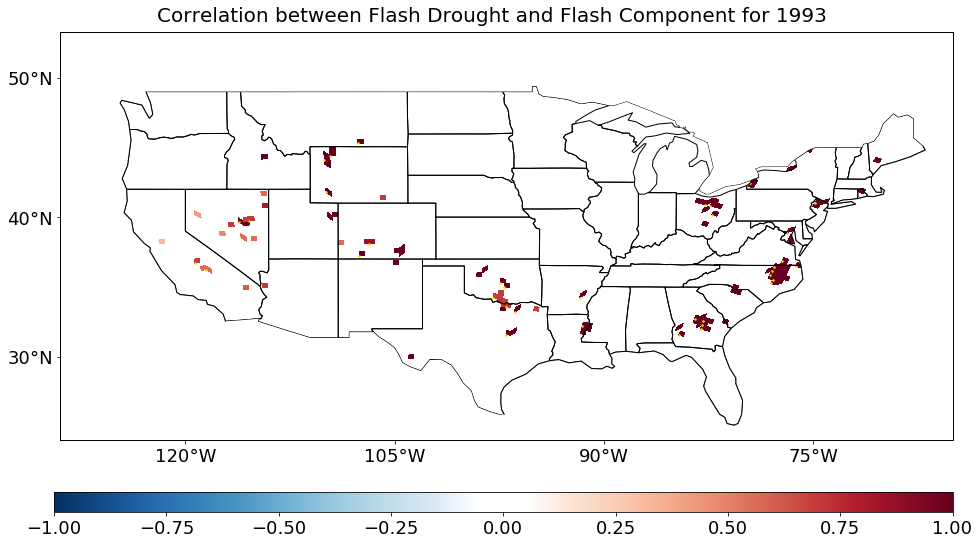 Correlation between Flash Drought and Flash Component for 1993
50°N
40°N
30°N
120°W 105°W 90°W 75°W
−1.00 −0.75 −0.50 −0.25 0.00 0.25 0.50 0.75 1.00